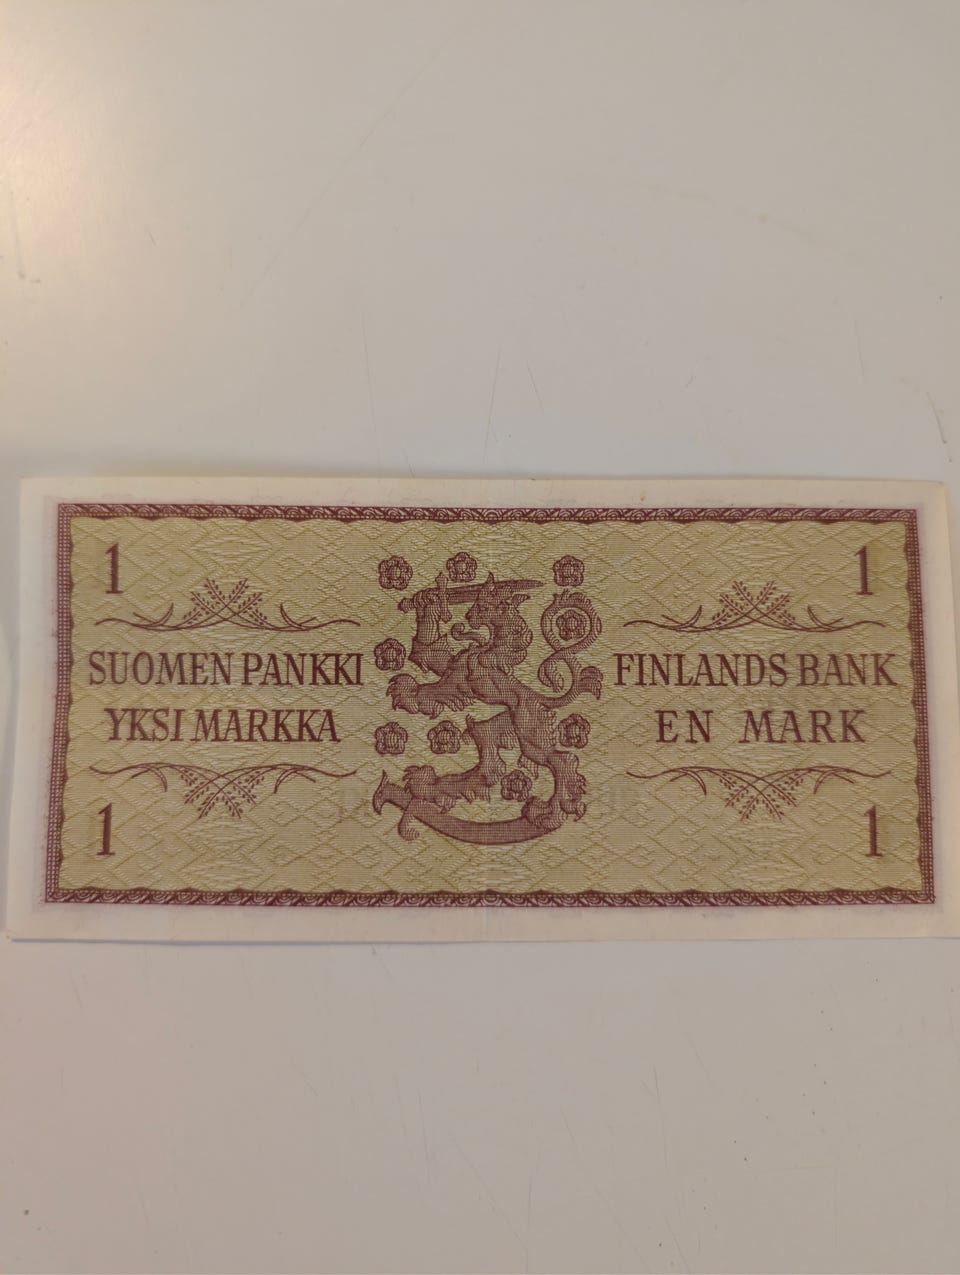 1
1
SUOMEN PANKKI
FINLANDS BANK
YKSI MARKKA
EN MARK
1
1